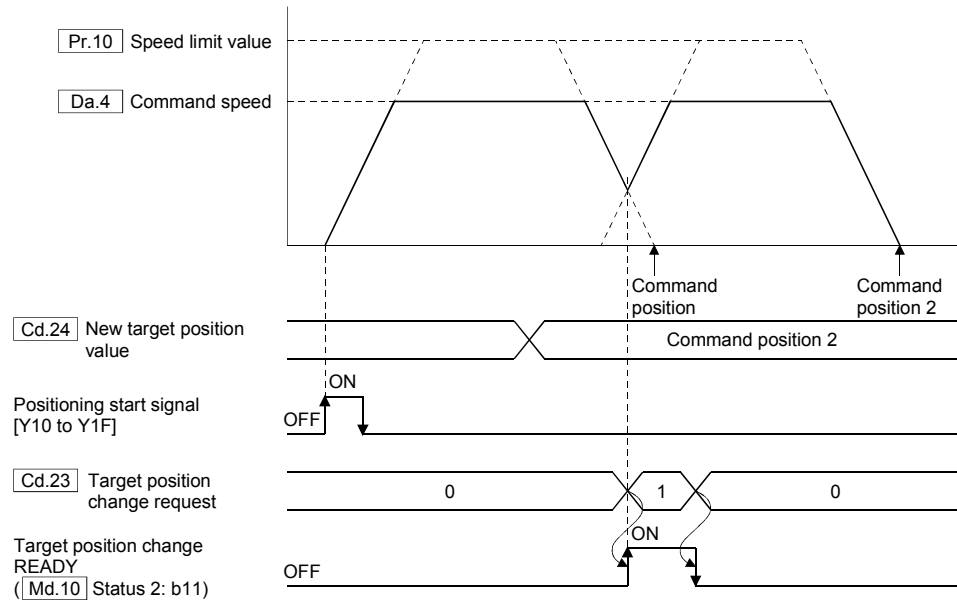 Pr.10 Speed limit value
Da.4 Command speed
Command
position
Command
position 2
Cd.24 New target position
value
Command position 2
ON
Positioning start signal
[Y10 to Y1F]
OFF
Cd.23 Target position
change request
0
1
0
ON
Target position change
READY
( Md.10 Status 2: b11)
OFF